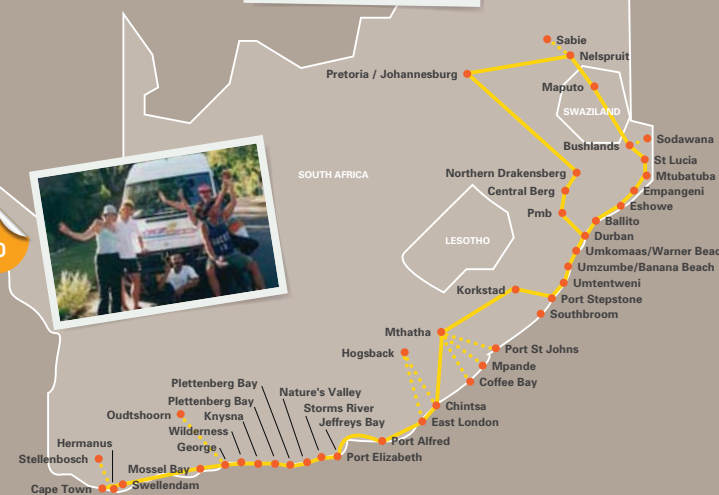 Sabie
Nelspruit
Pretoria / Johannesburg
Maputo
SWAZILAND
Sodawana
Bushlands
St Lucia
SOUTH AFRICA
Northern Drakensberg
Mtubatuba
Central Berg
Empangeni
Eshowe
Pmb
Ballito
Durban
LESOTHO
Umkomaas/Warner Beac
Umzumbe/Banana Beach
Umtentweni
Korkstad
Port Stepstone
Southbroom
Mthatha
Port St Johns
Hogsback
Mpande
Coffee Bay
Plettenberg Bay
Nature's Valley
Plettenberg Bay
Chintsa
Storms River
Oudtshoorn
Knysna
Jeffreys Bay
East London
Wilderness
Port Alfred
Hermanus
George
Port Elizabeth
Stellenbosch
Mossel Bay
Swellendam
Cape Town